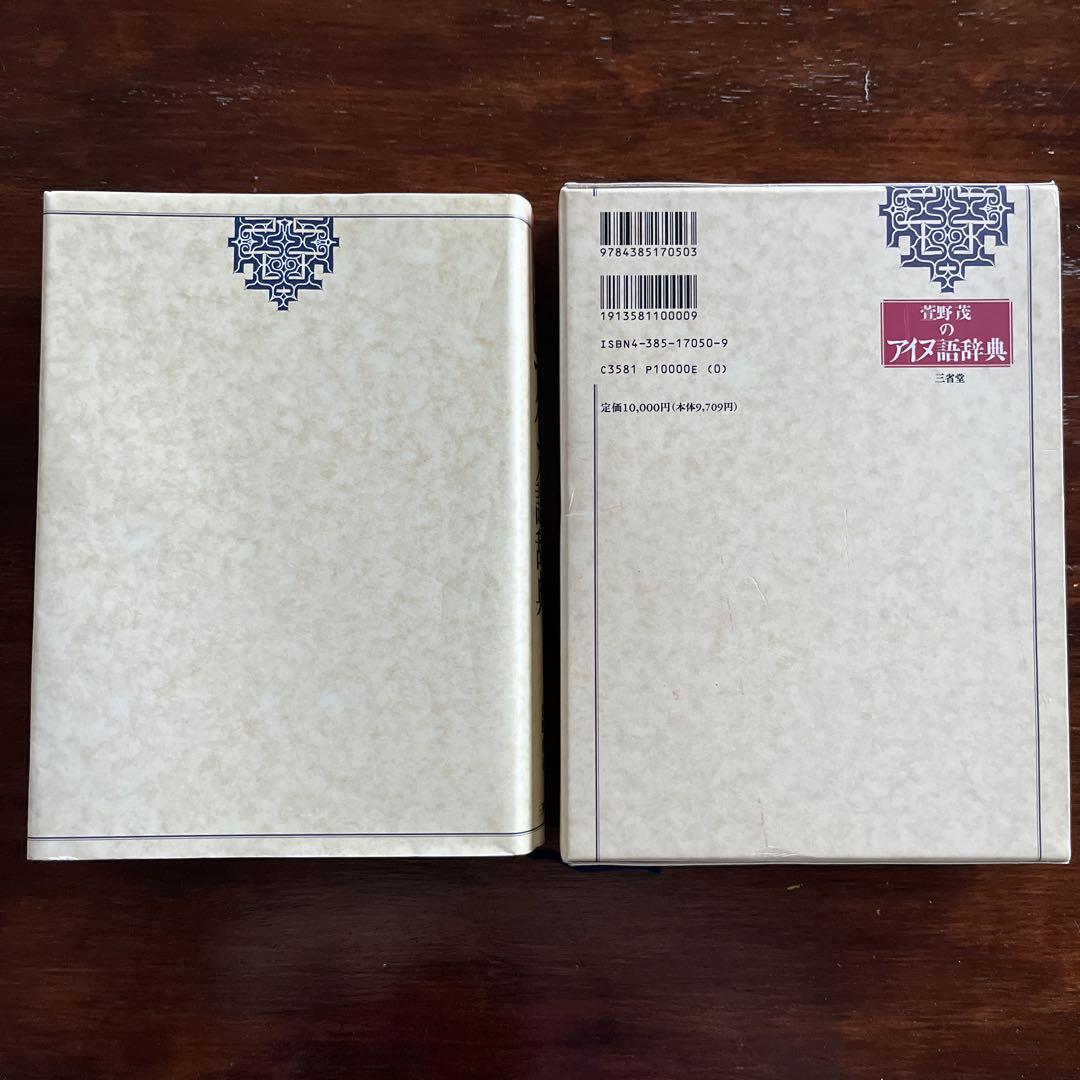 9784385170503
1913581100009
ISBN4-385-17050-9
C3581 P10000E (0)
定価10,000円(本体9,709円)
萱野 茂
の
アイヌ語辞典
三省堂